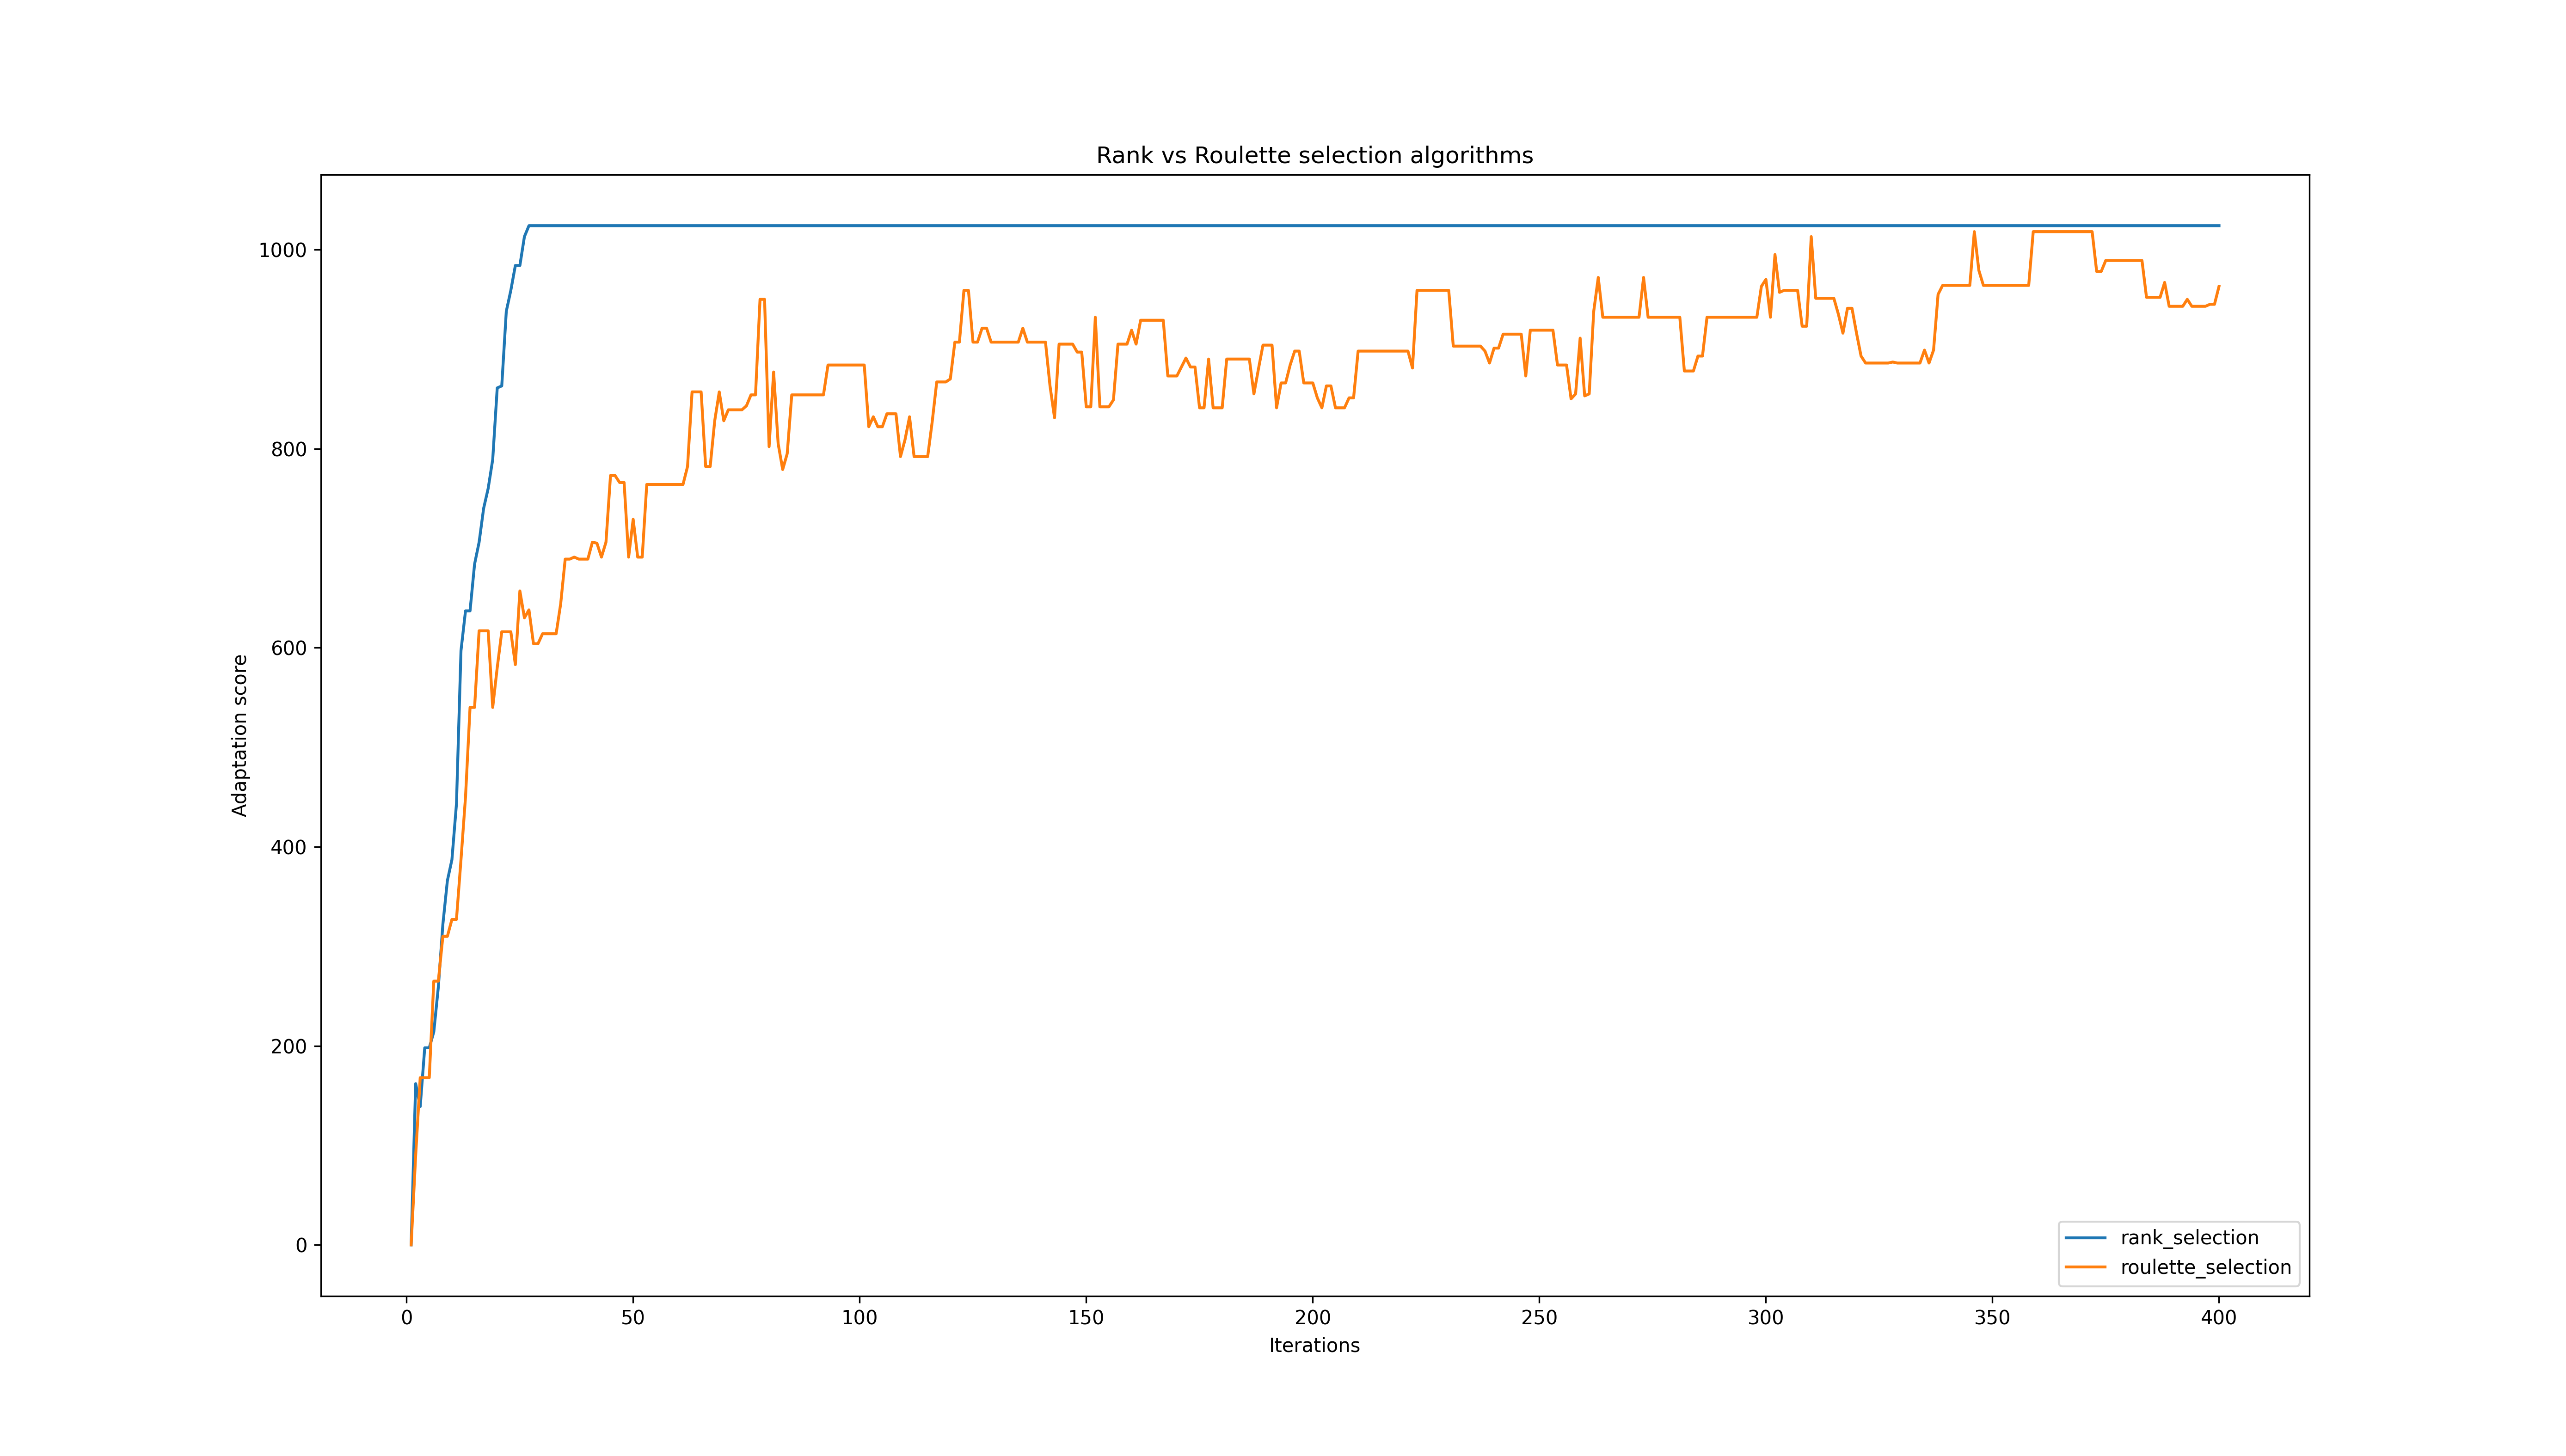 Rank vs Roulette selection algorithms
1000
800
600
400
200
0
Adaptation score
0 50 100 150 200 250 300 350 400
Iterations
rank_selection
roulette_selection